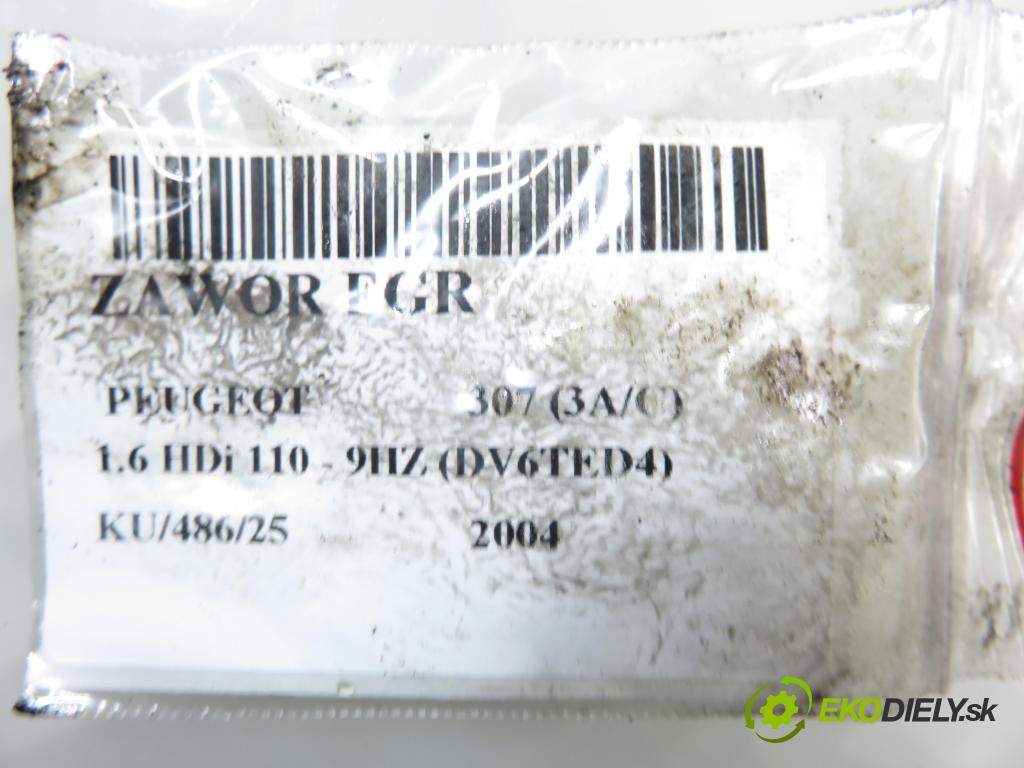 ZAWOR EGR
PEUGEOT 307 (3A/C)
1.6 HDi 110 - 9HZ (DV6TED4)
KU/486/25 2004
EKODIELY.sk